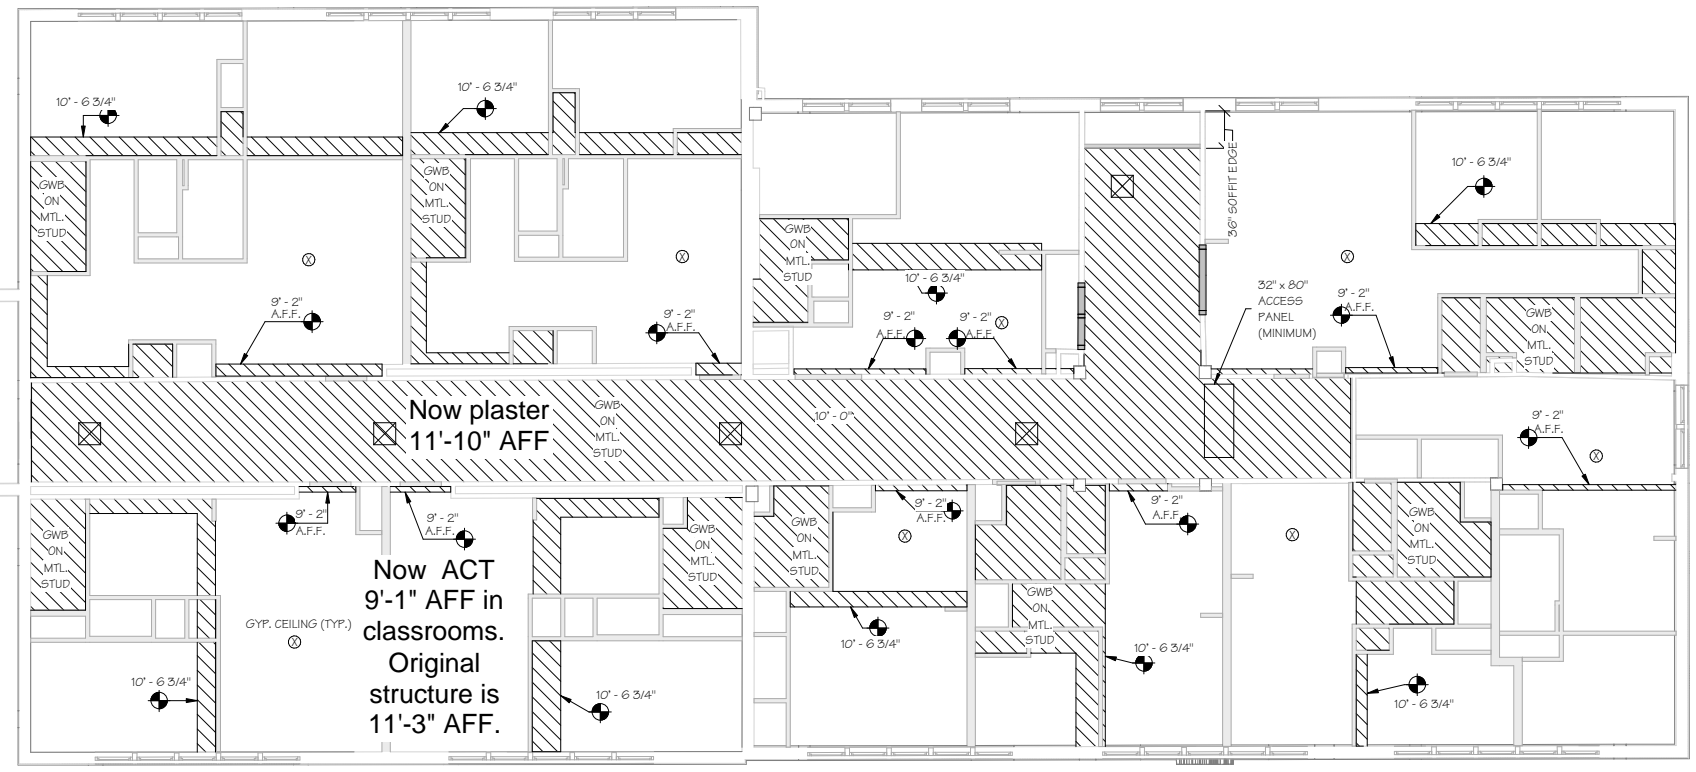 10' - 6 3/4"
10' - 6 3/4"
10' - 6 3/4"
36" SOFFIT EDGE
GWB
ON
MTL.
STUD
GWB
ON
MTL.
STUD
GWB
ON
MTL.
STUD
X
X
X
10' - 6 3/4"
9' - 2"
A.F.F.
9' - 2"
A.F.F.
9' - 2"
A.F.F.
9' - 2"
A.F.F.
X
32" x 80"
ACCESS
PANEL
(MINIMUM)
9' - 2"
A.F.F.
GWB
ON
MTL.
STUD
Now plaster
11'-10" AFF
GWB
ON
MTL.
STUD
10' - 0"
9' - 2"
A.F.F.
X
GWB
ON
MTL.
STUD
9' - 2"
A.F.F.
9' - 2"
A.F.F.
GWB
ON
MTL.
STUD
GWB
ON
MTL.
STUD
9' - 2"
A.F.F.
X
9' - 2"
A.F.F.
X
GWB
ON
MTL.
STUD
Now ACT
9'-1" AFF in
classrooms.
Original
structure is
11'-3" AFF.
GYP. CEILING (TYP.)
X
GWB
ON
MTL.
STUD
10' - 6 3/4"
10' - 6 3/4"
10' - 6 3/4"
10' - 6 3/4"
10' - 6 3/4"